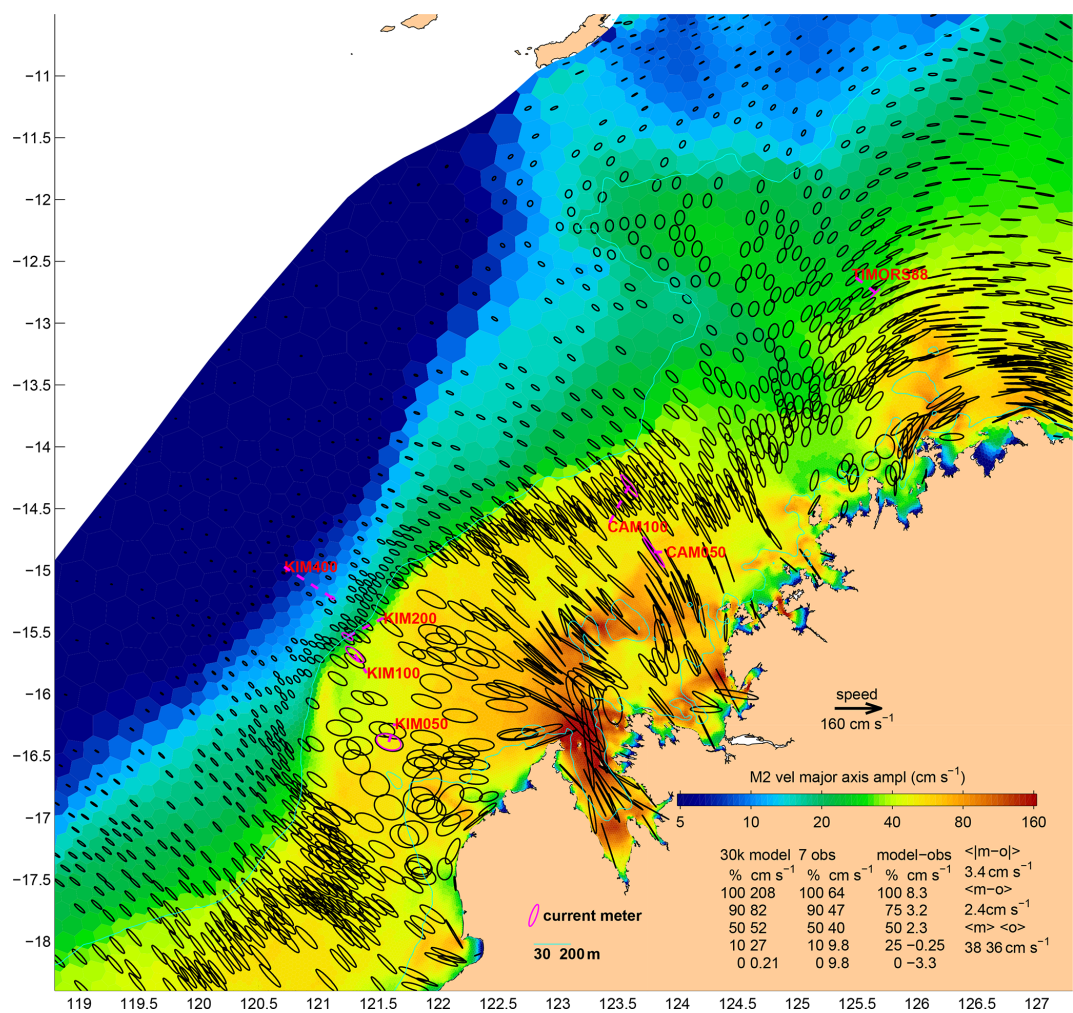 −11
−11.5
−12
−12.5
−13
−13.5
−14
−14.5
−15
−15.5
−16
−16.5
−17
−17.5
−18
TIMORS88
CAM100
CAM050
KIM400
KIM200
KIM100
KIM050
speed
160 cm s−1
M2 vel major axis ampl (cm s−1)
5 10 20 40 80 160
30k model 7 obs model−obs <|m−o|>
% cm s−1 % cm s−1 % cm s−1 3.4 cm s−1
100 208 100 64 100 8.3 <m−o>
90 82 90 47 75 3.2 2.4cm s−1
50 52 50 40 50 2.3 <m> <o>
10 27 10 9.8 25 −0.25 38 36 cm s−1
0 0.21 0 9.8 0 −3.3
current meter
30 200 m
119 119.5 120 120.5 121 121.5 122 122.5 123 123.5 124 124.5 125 125.5 126 126.5 127